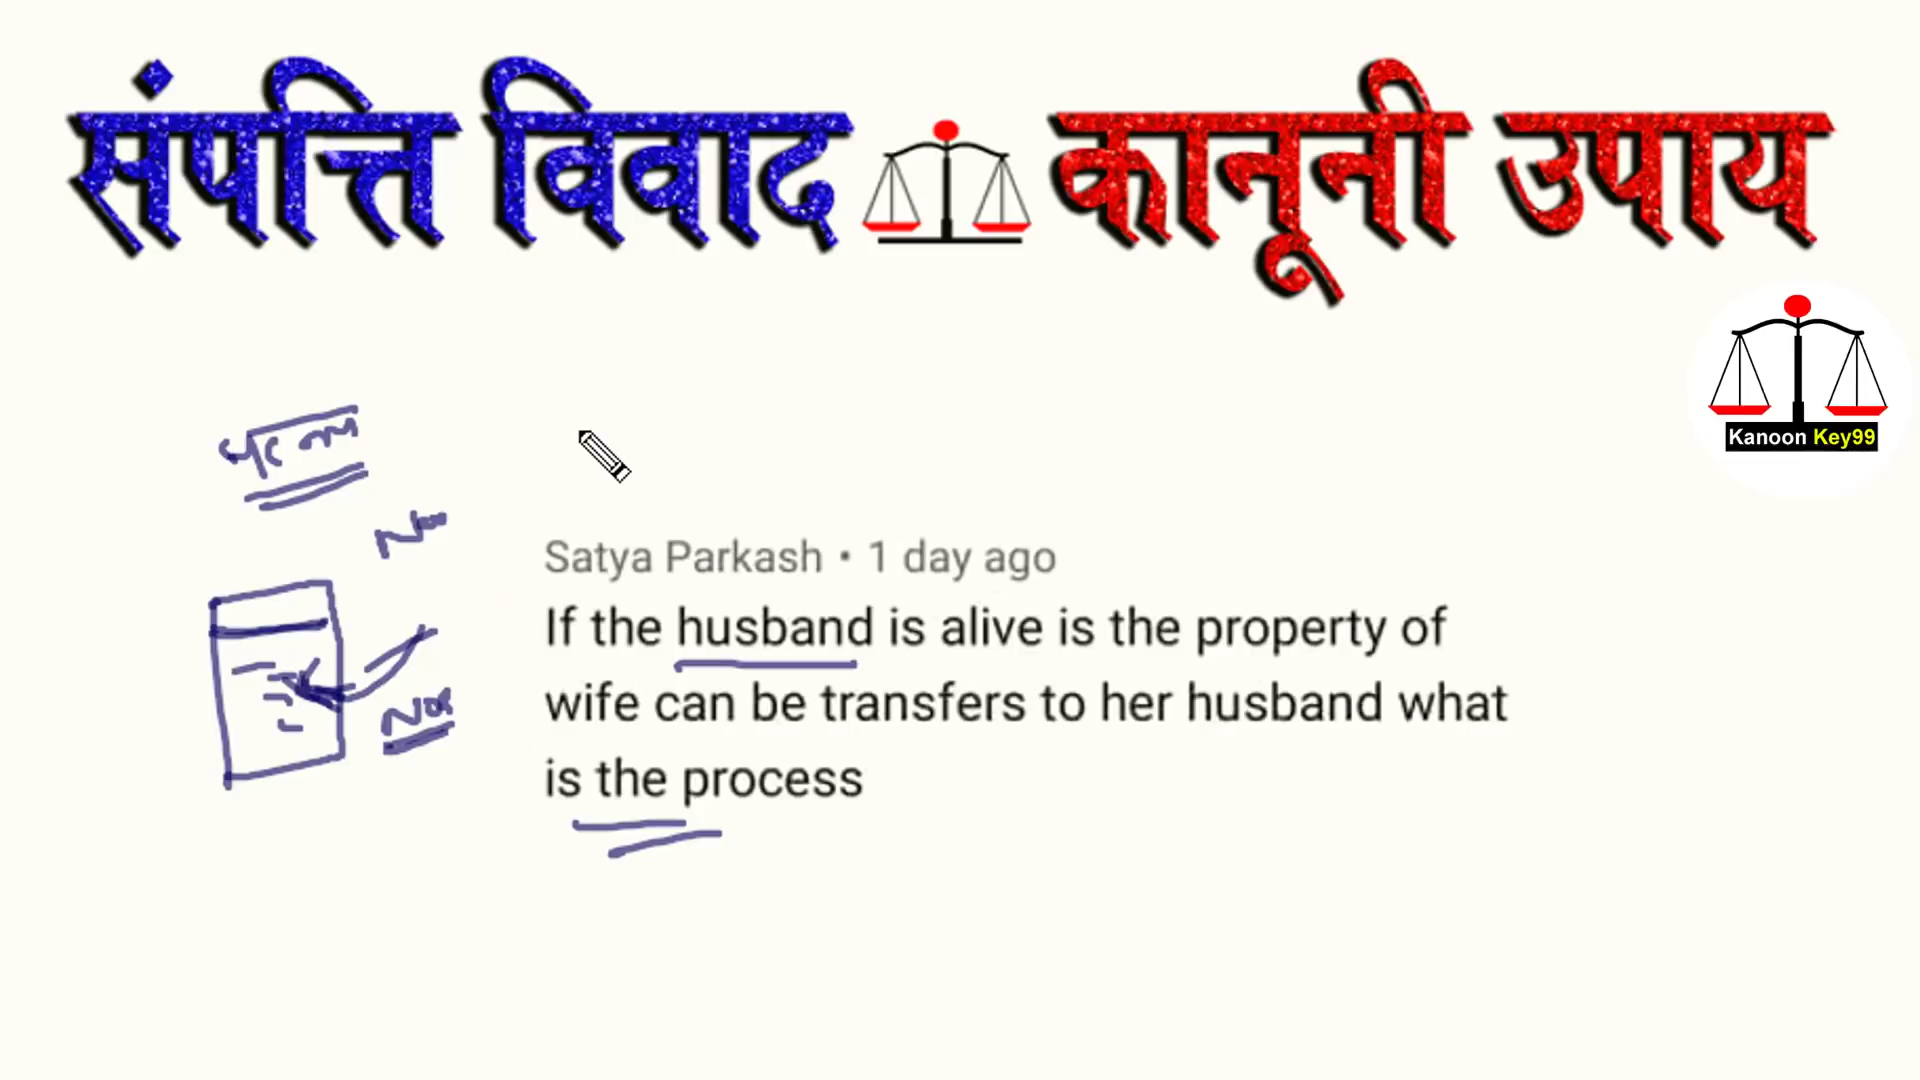 संपत्ति विवाद कानूनी उपाय
Kanoon Key99
Satya Parkash • 1 day ago
If the husband is alive is the property of
wife can be transfers to her husband what
is the process